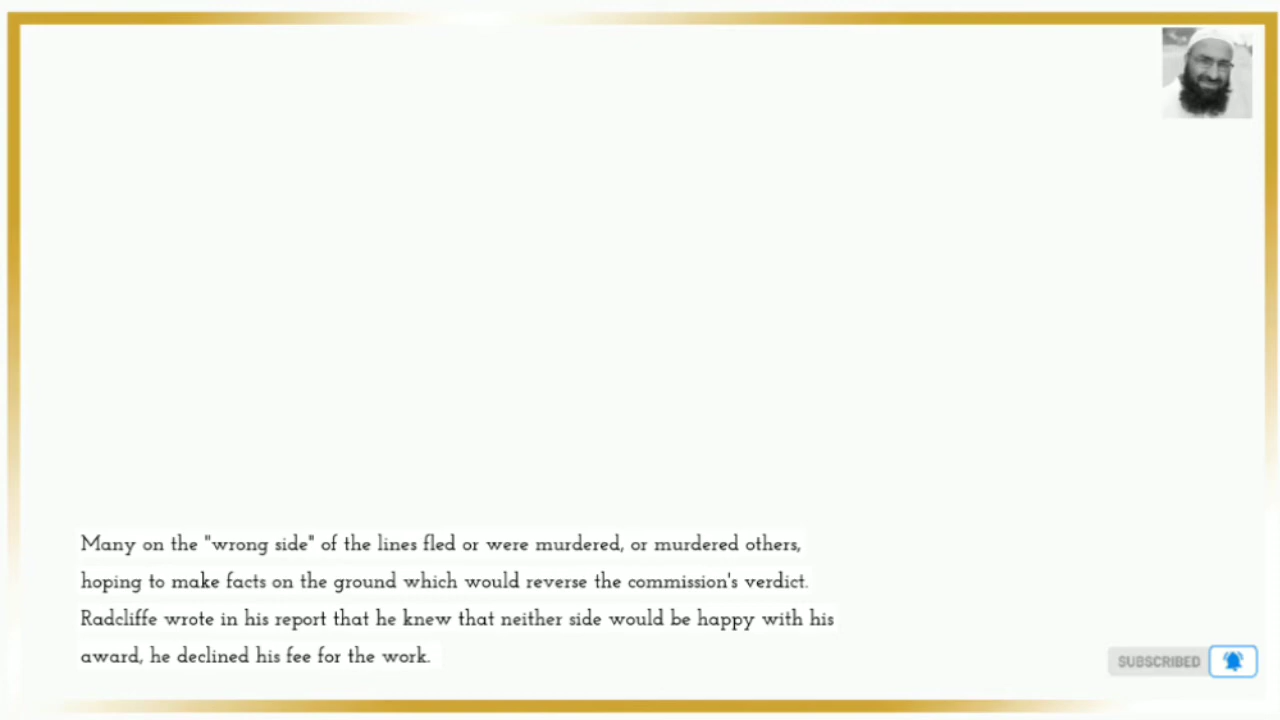 Many on the "wrong side" of the lines fled or were murdered, or murdered others,
hoping to make facts on the ground which would reverse the commission's verdict.
Radcliffe wrote in his report that he knew that neither side would be happy with his
award, he declined his fee for the work.
SUBSCRIBED